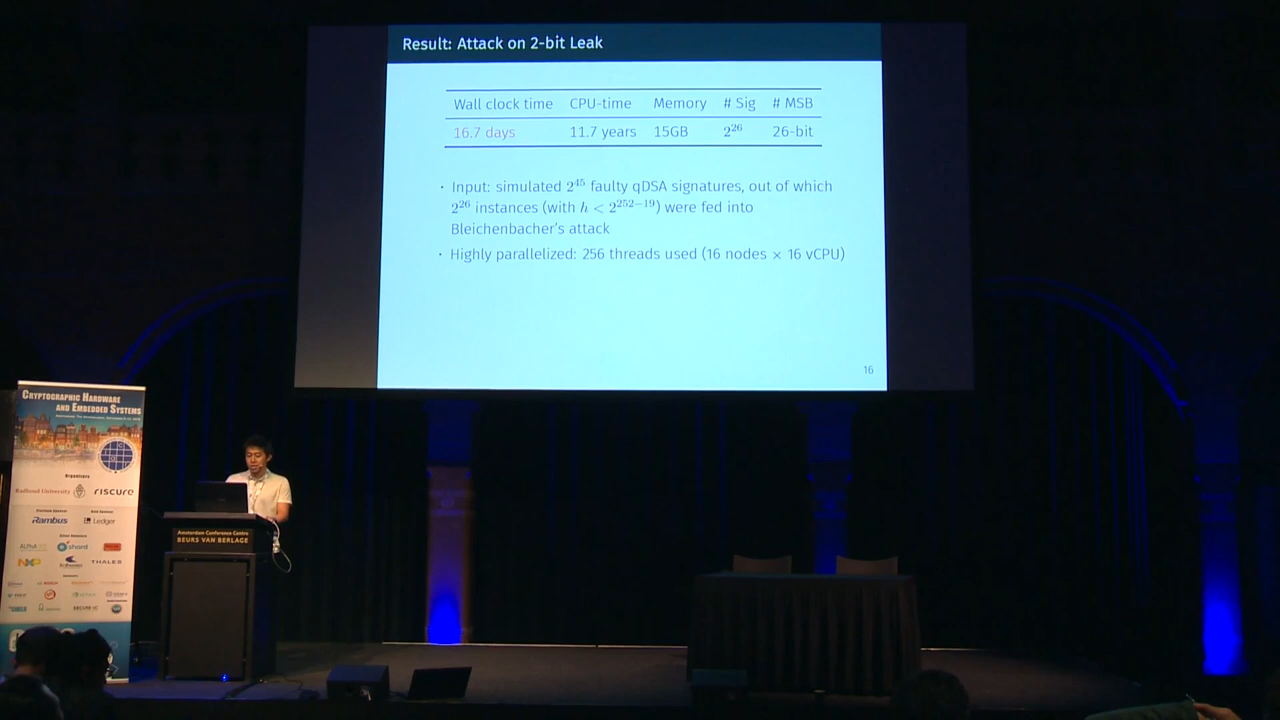 Result: Attack on 2-bit Leak
Wall clock time CPU-time Memory # Sig # MSB
16.7 days 11.7 years 15GB 2^26 26-bit
· Input: simulated 2^45 faulty qDSA signatures, out of which
2^26 instances (with h < 2^252−19) were fed into
Bleichenbacher's attack
· Highly parallelized: 256 threads used (16 nodes × 16 vCPU)
16
CRYPTOGRAPHIC HARDWARE
AND EMBEDDED SYSTEMS
Organizers
Radboud University
riscure
Rambus
Ledger
NXP
THALES
Amsterdam Conference Centre
BEURS VAN BERLAGE